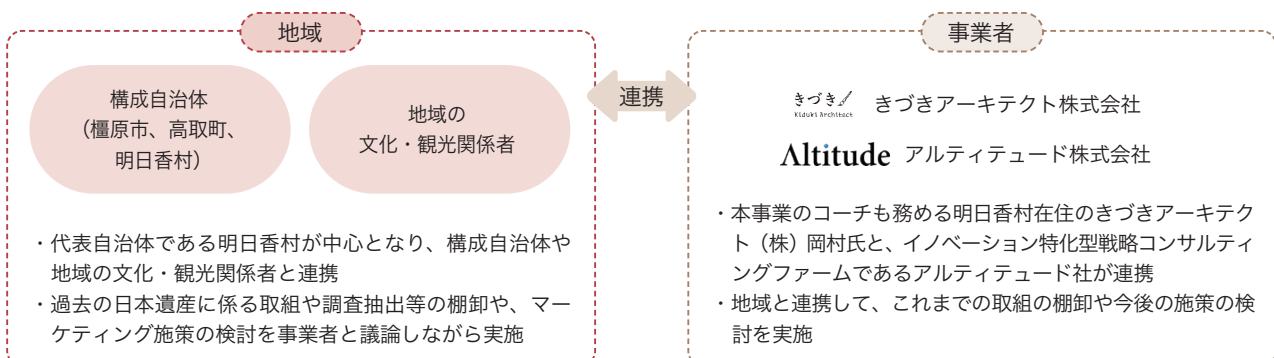 地域
構成自治体
（橿原市、高取町、
明日香村）
地域の
文化・観光関係者
・代表自治体である明日香村が中心となり、構成自治体や
地域の文化・観光関係者と連携
・過去の日本遺産に係る取組や調査抽出等の棚卸や、マー
ケティング施策の検討を事業者と議論しながら実施
連携
事業者
きづき
Kiduki Architect
きづきアーキテクト株式会社
Altitude アルティテュード株式会社
・本事業のコーチも務める明日香村在住のきづきアーキテク
ト（株）岡村氏と、イノベーション特化型戦略コンサルティ
ングファームであるアルティテュード社が連携
・地域と連携して、これまでの取組の棚卸や今後の施策の検
討を実施